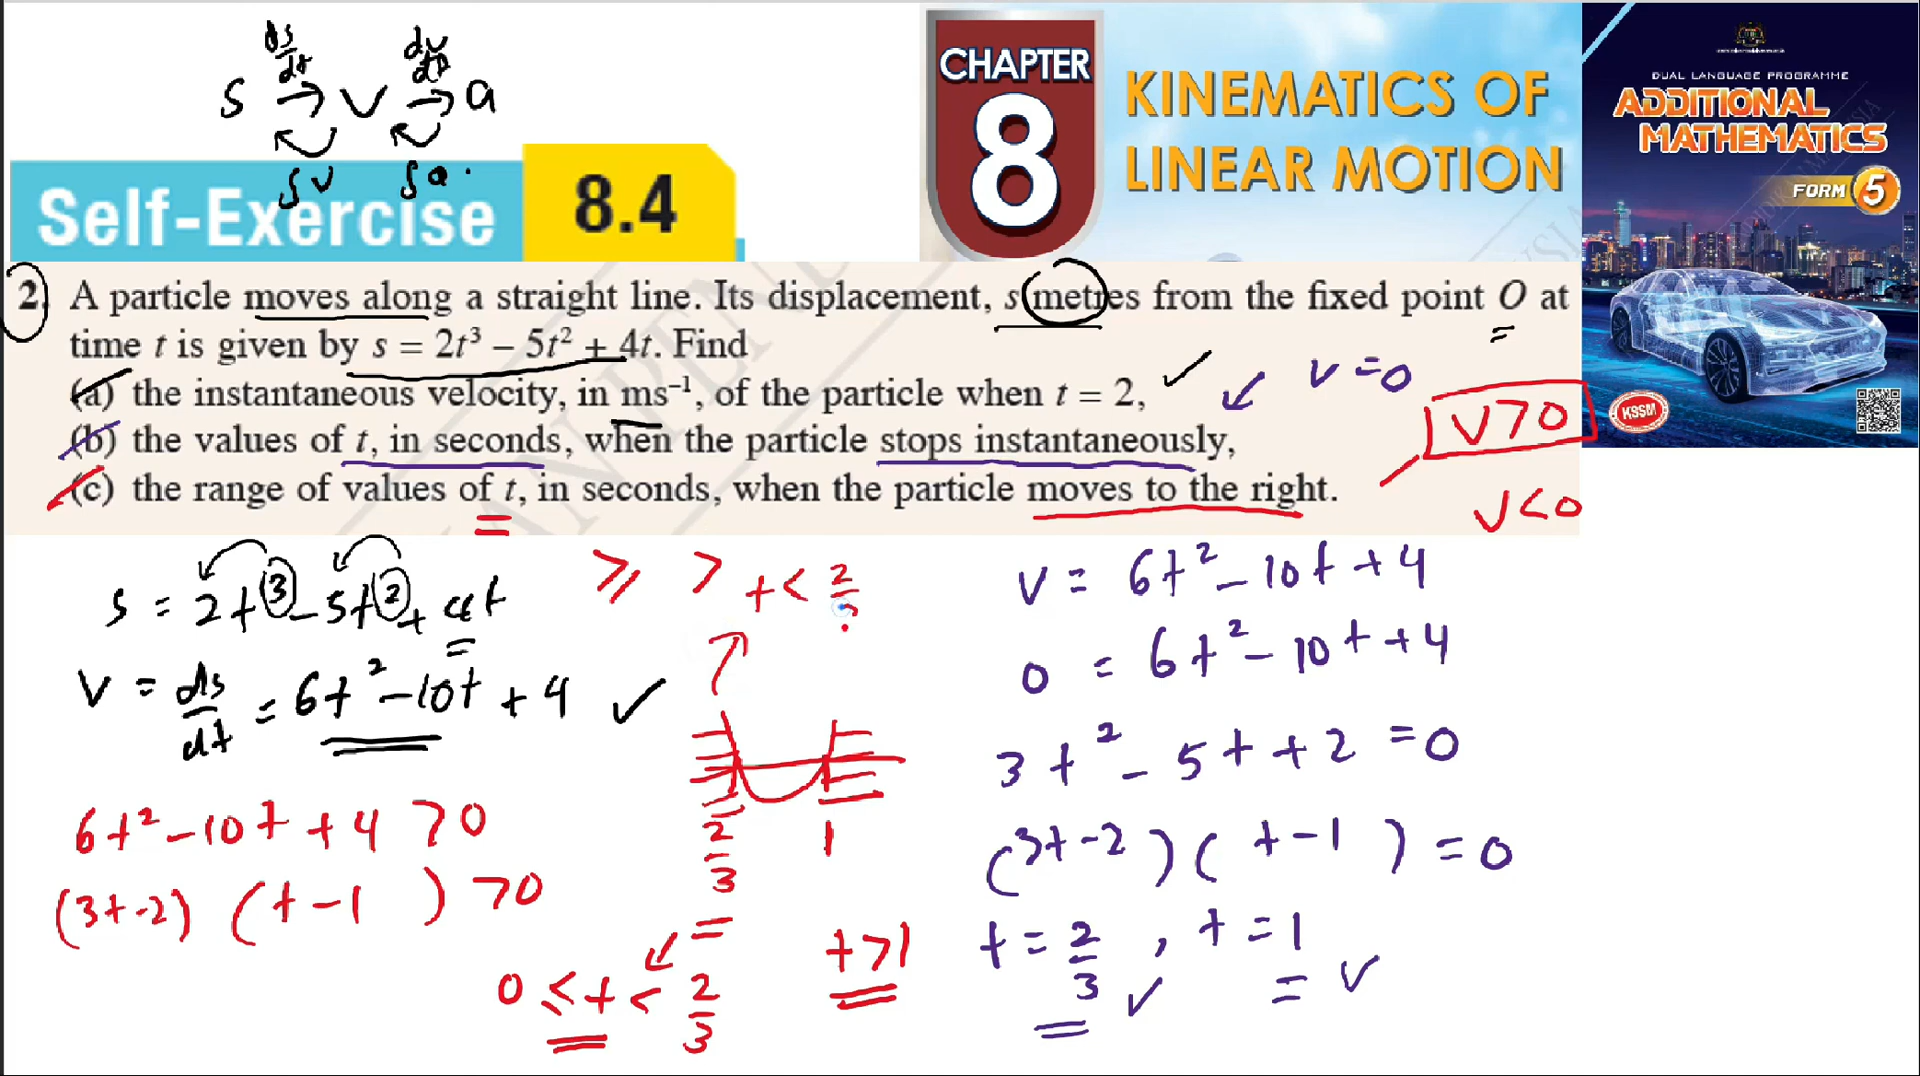 ds/dt dv/dt
s → v → a
∫v ∫a
Self-Exercise 8.4
CHAPTER 8
KINEMATICS OF
LINEAR MOTION
DUAL LANGUAGE PROGRAMME
ADDITIONAL
MATHEMATICS
FORM 5
KSSM
2. A particle moves along a straight line. Its displacement, s metres from the fixed point O at
time t is given by s = 2t³ − 5t² + 4t. Find
(a) the instantaneous velocity, in ms⁻¹, of the particle when t = 2,
(b) the values of t, in seconds, when the particle stops instantaneously,
(c) the range of values of t, in seconds, when the particle moves to the right.
v = 0
v > 0
v < 0
s = 2t³ − 5t² + 4t
v = ds/dt = 6t² − 10t + 4 ✓
6t² − 10t + 4 > 0
(3t − 2) (t − 1) > 0
⩾ > t < 2/
2/3 1
0 ≤ t < 2/3
t > 1
v = 6t² − 10t + 4
0 = 6t² − 10t + 4
3t² − 5t + 2 = 0
(3t − 2)(t − 1) = 0
t = 2/3 , t = 1